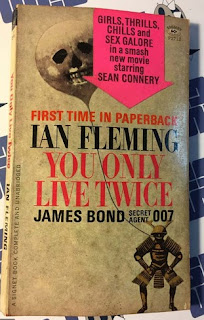 GIRLS, THRILLS,
CHILLS and
SEX GALORE
in a smash
new movie
starring
SEAN CONNERY
FIRST TIME IN PAPERBACK
IAN FLEMING
YOU ONLY
LIVE TWICE
JAMES BOND SECRET AGENT 007
A SIGNET BOOK COMPLETE AND UNABRIDGED
IAN FLEMING